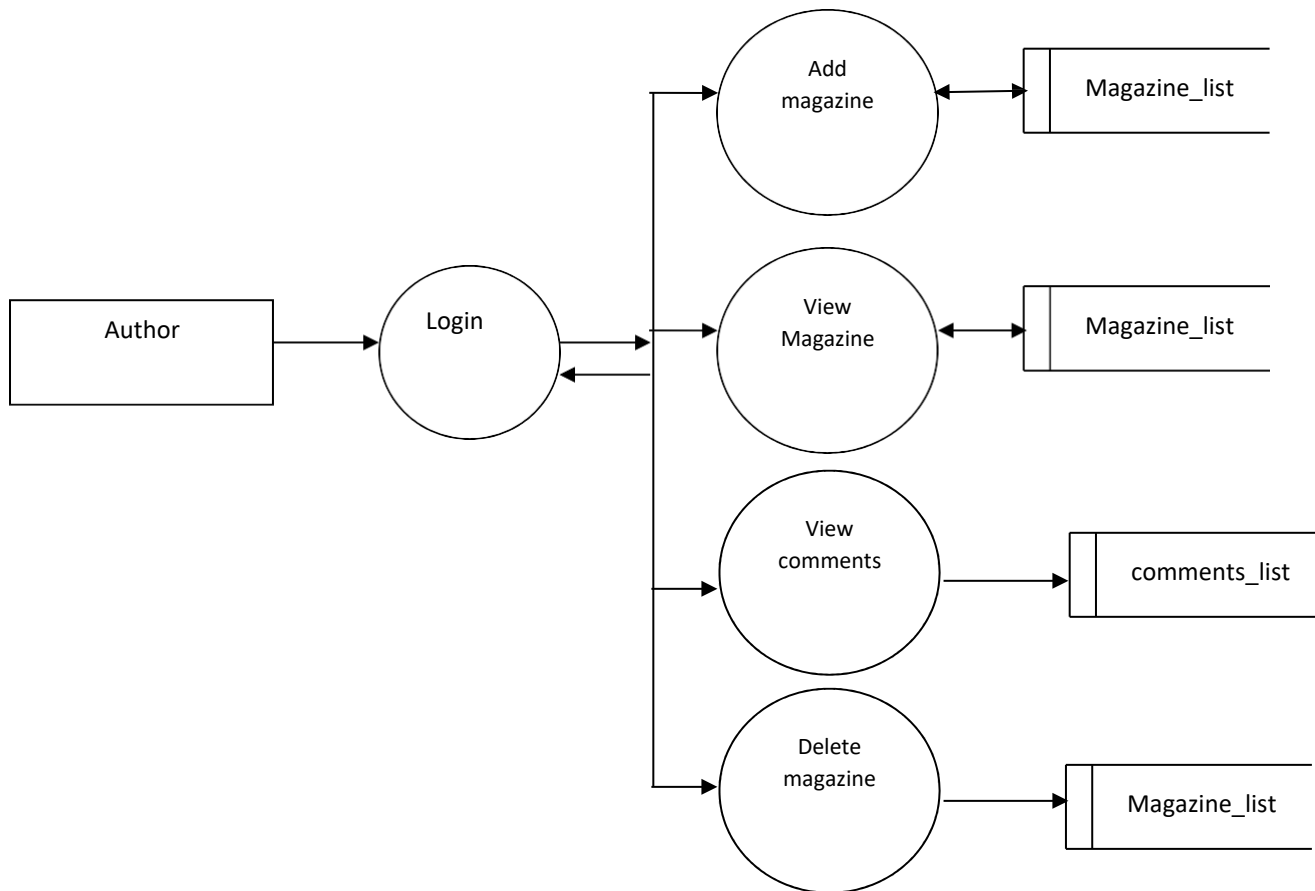 Add
magazine
Magazine_list
Author
Login
View
Magazine
Magazine_list
View
comments
comments_list
Delete
magazine
Magazine_list